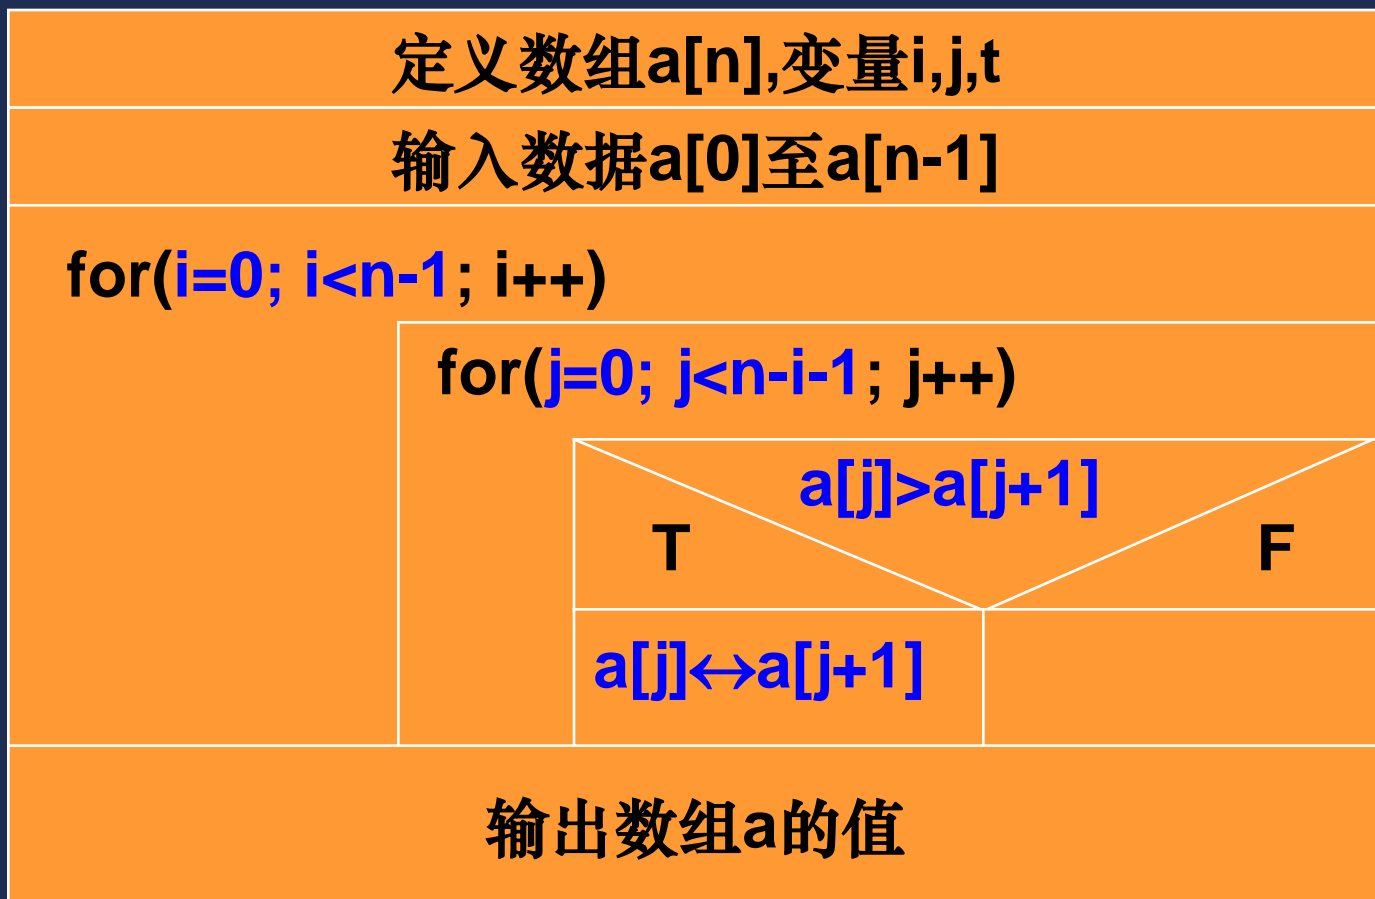 定义数组a[n],变量i,j,t
输入数据a[0]至a[n-1]
for(i=0; i<n-1; i++)
for(j=0; j<n-i-1; j++)
a[j]>a[j+1]
T
F
a[j]↔a[j+1]
输出数组a的值